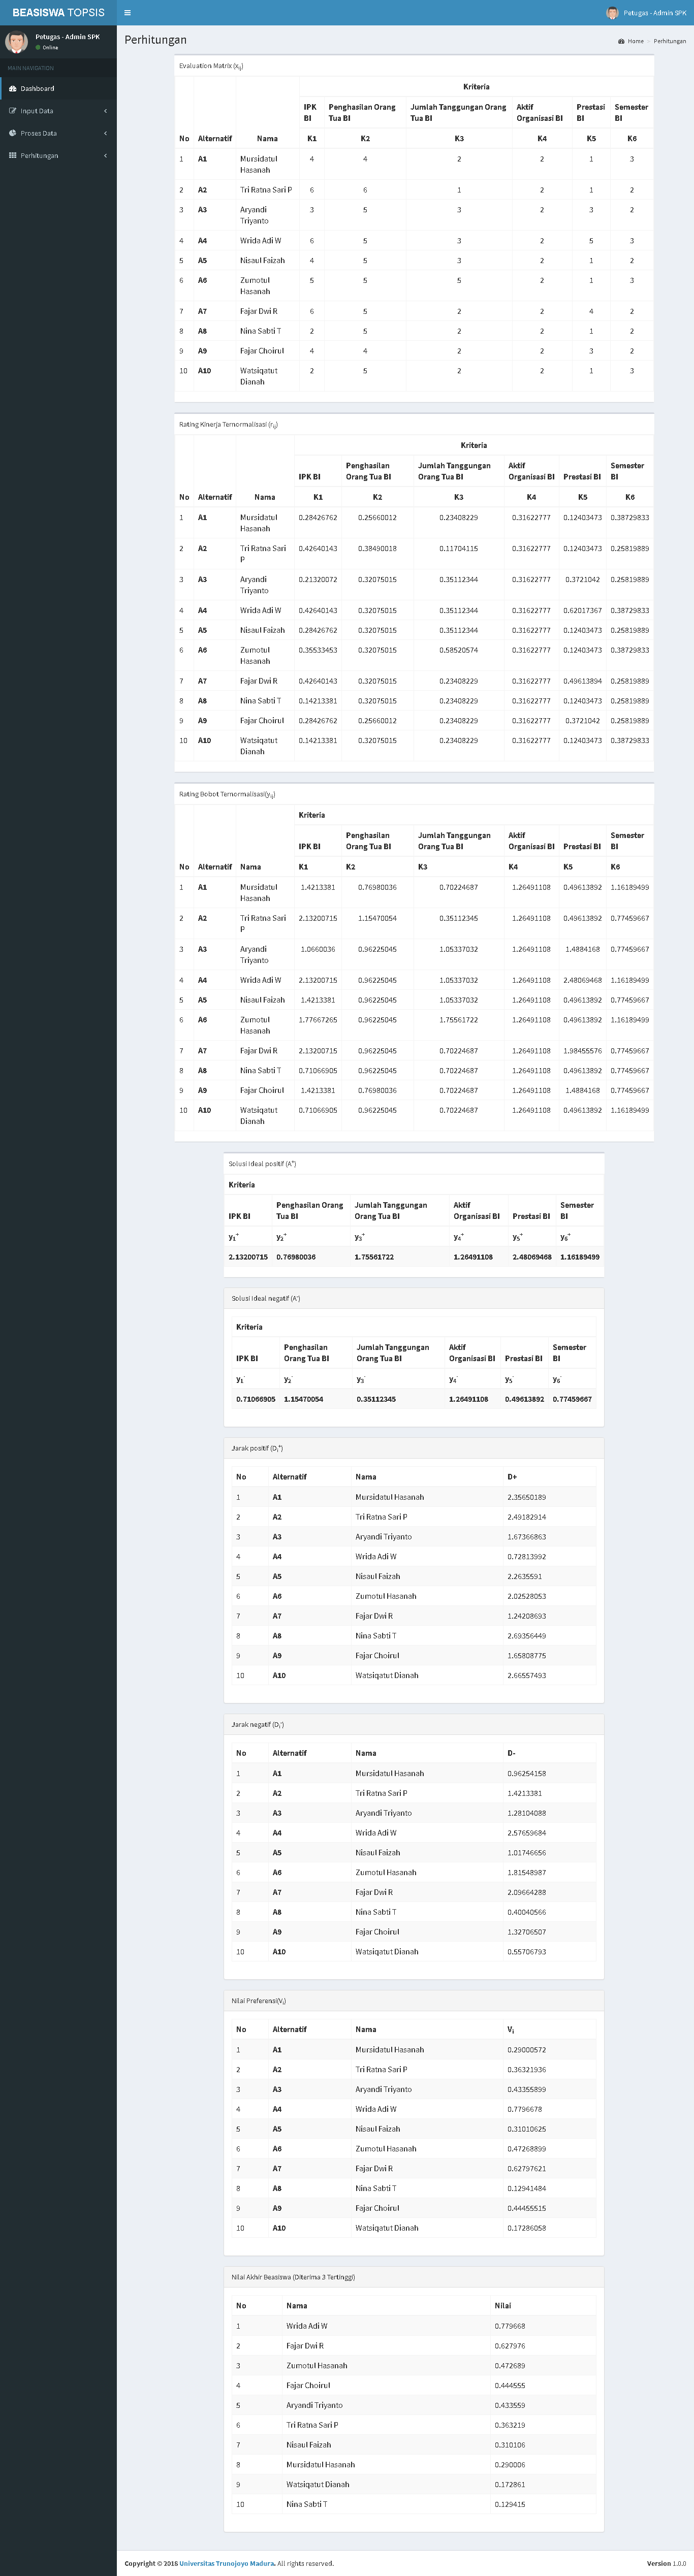 BEASISWA TOPSIS
Petugas - Admin SPK
Petugas - Admin SPK
Online
MAIN NAVIGATION
Dashboard
Input Data
Proses Data
Perhitungan
Perhitungan
Home
Perhitungan
Evaluation Matrix (xij)
No Alternatif Nama Kriteria
IPK BI Penghasilan Orang Tua BI Jumlah Tanggungan Orang Tua BI Aktif Organisasi BI Prestasi BI Semester BI
K1 K2 K3 K4 K5 K6
1 A1 Mursidatul Hasanah 4 4 2 2 1 3
2 A2 Tri Ratna Sari P 6 6 1 2 1 2
3 A3 Aryandi Triyanto 3 5 3 2 3 2
4 A4 Wrida Adi W 6 5 3 2 5 3
5 A5 Nisaul Faizah 4 5 3 2 1 2
6 A6 Zumotul Hasanah 5 5 5 2 1 3
7 A7 Fajar Dwi R 6 5 2 2 4 2
8 A8 Nina Sabti T 2 5 2 2 1 2
9 A9 Fajar Choirul 4 4 2 2 3 2
10 A10 Watsiqatut Dianah 2 5 2 2 1 3
Rating Kinerja Ternormalisasi (rij)
No Alternatif Nama Kriteria
IPK BI Penghasilan Orang Tua BI Jumlah Tanggungan Orang Tua BI Aktif Organisasi BI Prestasi BI Semester BI
K1 K2 K3 K4 K5 K6
1 A1 Mursidatul Hasanah 0.28426762 0.25660012 0.23408229 0.31622777 0.12403473 0.38729833
2 A2 Tri Ratna Sari P 0.42640143 0.38490018 0.11704115 0.31622777 0.12403473 0.25819889
3 A3 Aryandi Triyanto 0.21320072 0.32075015 0.35112344 0.31622777 0.3721042 0.25819889
4 A4 Wrida Adi W 0.42640143 0.32075015 0.35112344 0.31622777 0.62017367 0.38729833
5 A5 Nisaul Faizah 0.28426762 0.32075015 0.35112344 0.31622777 0.12403473 0.25819889
6 A6 Zumotul Hasanah 0.35533453 0.32075015 0.58520574 0.31622777 0.12403473 0.38729833
7 A7 Fajar Dwi R 0.42640143 0.32075015 0.23408229 0.31622777 0.49613894 0.25819889
8 A8 Nina Sabti T 0.14213381 0.32075015 0.23408229 0.31622777 0.12403473 0.25819889
9 A9 Fajar Choirul 0.28426762 0.25660012 0.23408229 0.31622777 0.3721042 0.25819889
10 A10 Watsiqatut Dianah 0.14213381 0.32075015 0.23408229 0.31622777 0.12403473 0.38729833
Rating Bobot Ternormalisasi(yij)
No Alternatif Nama Kriteria
IPK BI Penghasilan Orang Tua BI Jumlah Tanggungan Orang Tua BI Aktif Organisasi BI Prestasi BI Semester BI
K1 K2 K3 K4 K5 K6
1 A1 Mursidatul Hasanah 1.4213381 0.76980036 0.70224687 1.26491108 0.49613892 1.16189499
2 A2 Tri Ratna Sari P 2.13200715 1.15470054 0.35112345 1.26491108 0.49613892 0.77459667
3 A3 Aryandi Triyanto 1.0660036 0.96225045 1.05337032 1.26491108 1.4884168 0.77459667
4 A4 Wrida Adi W 2.13200715 0.96225045 1.05337032 1.26491108 2.48069468 1.16189499
5 A5 Nisaul Faizah 1.4213381 0.96225045 1.05337032 1.26491108 0.49613892 0.77459667
6 A6 Zumotul Hasanah 1.77667265 0.96225045 1.75561722 1.26491108 0.49613892 1.16189499
7 A7 Fajar Dwi R 2.13200715 0.96225045 0.70224687 1.26491108 1.98455576 0.77459667
8 A8 Nina Sabti T 0.71066905 0.96225045 0.70224687 1.26491108 0.49613892 0.77459667
9 A9 Fajar Choirul 1.4213381 0.76980036 0.70224687 1.26491108 1.4884168 0.77459667
10 A10 Watsiqatut Dianah 0.71066905 0.96225045 0.70224687 1.26491108 0.49613892 1.16189499
Solusi Ideal positif (A+)
Kriteria
IPK BI Penghasilan Orang Tua BI Jumlah Tanggungan Orang Tua BI Aktif Organisasi BI Prestasi BI Semester BI
y1+ y2+ y3+ y4+ y5+ y6+
2.13200715 0.76980036 1.75561722 1.26491108 2.48069468 1.16189499
Solusi Ideal negatif (A-)
Kriteria
IPK BI Penghasilan Orang Tua BI Jumlah Tanggungan Orang Tua BI Aktif Organisasi BI Prestasi BI Semester BI
y1- y2- y3- y4- y5- y6-
0.71066905 1.15470054 0.35112345 1.26491108 0.49613892 0.77459667
Jarak positif (Di+)
No Alternatif Nama D+
1 A1 Mursidatul Hasanah 2.35650189
2 A2 Tri Ratna Sari P 2.49182914
3 A3 Aryandi Triyanto 1.67366863
4 A4 Wrida Adi W 0.72813992
5 A5 Nisaul Faizah 2.2635591
6 A6 Zumotul Hasanah 2.02528053
7 A7 Fajar Dwi R 1.24208693
8 A8 Nina Sabti T 2.69356449
9 A9 Fajar Choirul 1.65808775
10 A10 Watsiqatut Dianah 2.66557493
Jarak negatif (Di-)
No Alternatif Nama D-
1 A1 Mursidatul Hasanah 0.96254158
2 A2 Tri Ratna Sari P 1.4213381
3 A3 Aryandi Triyanto 1.28104088
4 A4 Wrida Adi W 2.57659684
5 A5 Nisaul Faizah 1.01746656
6 A6 Zumotul Hasanah 1.81548987
7 A7 Fajar Dwi R 2.09664288
8 A8 Nina Sabti T 0.40040566
9 A9 Fajar Choirul 1.32706507
10 A10 Watsiqatut Dianah 0.55706793
Nilai Preferensi(Vi)
No Alternatif Nama Vi
1 A1 Mursidatul Hasanah 0.29000572
2 A2 Tri Ratna Sari P 0.36321936
3 A3 Aryandi Triyanto 0.43355899
4 A4 Wrida Adi W 0.7796678
5 A5 Nisaul Faizah 0.31010625
6 A6 Zumotul Hasanah 0.47268899
7 A7 Fajar Dwi R 0.62797621
8 A8 Nina Sabti T 0.12941484
9 A9 Fajar Choirul 0.44455515
10 A10 Watsiqatut Dianah 0.17286058
Nilai Akhir Beasiswa (Diterima 3 Tertinggi)
No Nama Nilai
1 Wrida Adi W 0.779668
2 Fajar Dwi R 0.627976
3 Zumotul Hasanah 0.472689
4 Fajar Choirul 0.444555
5 Aryandi Triyanto 0.433559
6 Tri Ratna Sari P 0.363219
7 Nisaul Faizah 0.310106
8 Mursidatul Hasanah 0.290006
9 Watsiqatut Dianah 0.172861
10 Nina Sabti T 0.129415
Copyright © 2016 Universitas Trunojoyo Madura. All rights reserved.
Version 1.0.0